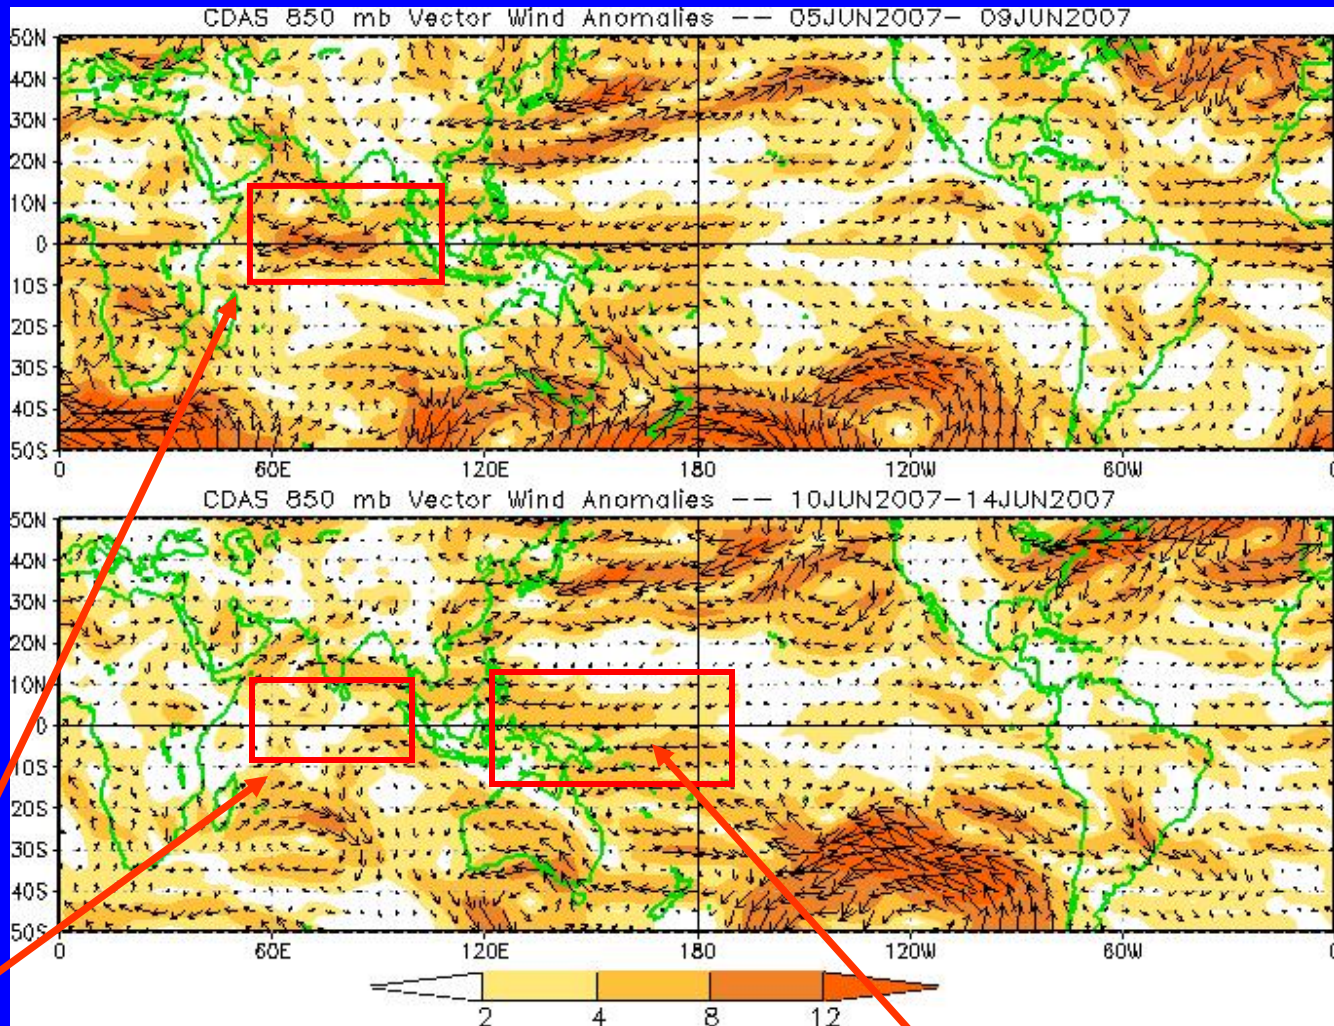 CDAS 850 mb Vector Wind Anomalies -- 05JUN2007- 09JUN2007
50N
40N
30N
20N
10N
0
10S
20S
30S
40S
50S
0 60E 120E 180 120W 60W 0
CDAS 850 mb Vector Wind Anomalies -- 10JUN2007-14JUN2007
50N
40N
30N
20N
10N
0
10S
20S
30S
40S
50S
0 60E 120E 180 120W 60W 0
2 4 8 12